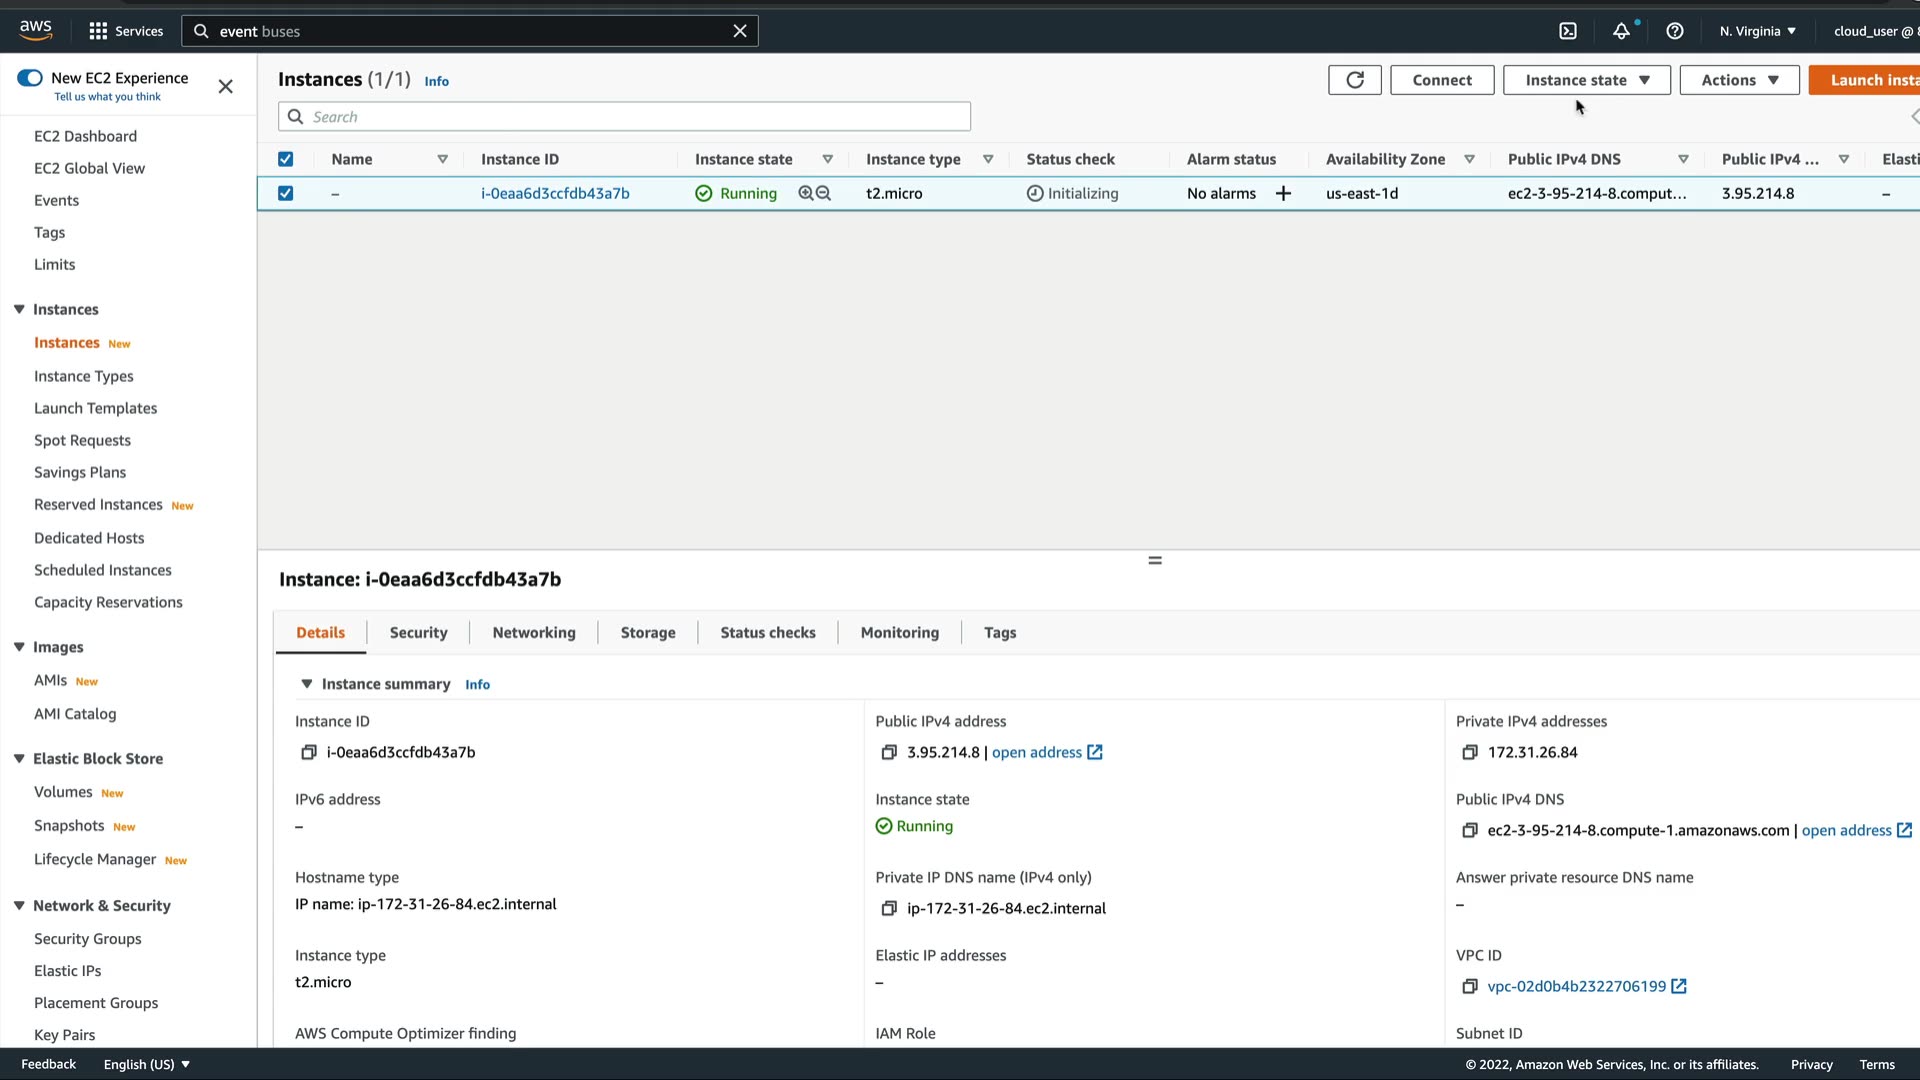 aws
Services
event buses
N. Virginia
cloud_user @
New EC2 Experience
Tell us what you think
EC2 Dashboard
EC2 Global View
Events
Tags
Limits
Instances
Instances New
Instance Types
Launch Templates
Spot Requests
Savings Plans
Reserved Instances New
Dedicated Hosts
Scheduled Instances
Capacity Reservations
Images
AMIs New
AMI Catalog
Elastic Block Store
Volumes New
Snapshots New
Lifecycle Manager New
Network & Security
Security Groups
Elastic IPs
Placement Groups
Key Pairs
Instances (1/1) Info
Connect
Instance state
Actions
Launch insta
Search
Name Instance ID Instance state Instance type Status check Alarm status Availability Zone Public IPv4 DNS Public IPv4 ... Elasti
– i-0eaa6d3ccfdb43a7b Running t2.micro Initializing No alarms + us-east-1d ec2-3-95-214-8.comput... 3.95.214.8 –
Instance: i-0eaa6d3ccfdb43a7b
Details Security Networking Storage Status checks Monitoring Tags
Instance summary Info
Instance ID
i-0eaa6d3ccfdb43a7b
Public IPv4 address
3.95.214.8 | open address
Private IPv4 addresses
172.31.26.84
IPv6 address
–
Instance state
Running
Public IPv4 DNS
ec2-3-95-214-8.compute-1.amazonaws.com | open address
Hostname type
IP name: ip-172-31-26-84.ec2.internal
Private IP DNS name (IPv4 only)
ip-172-31-26-84.ec2.internal
Answer private resource DNS name
–
Instance type
t2.micro
Elastic IP addresses
–
VPC ID
vpc-02d0b4b2322706199
AWS Compute Optimizer finding
IAM Role
Subnet ID
Feedback
English (US)
© 2022, Amazon Web Services, Inc. or its affiliates.
Privacy
Terms